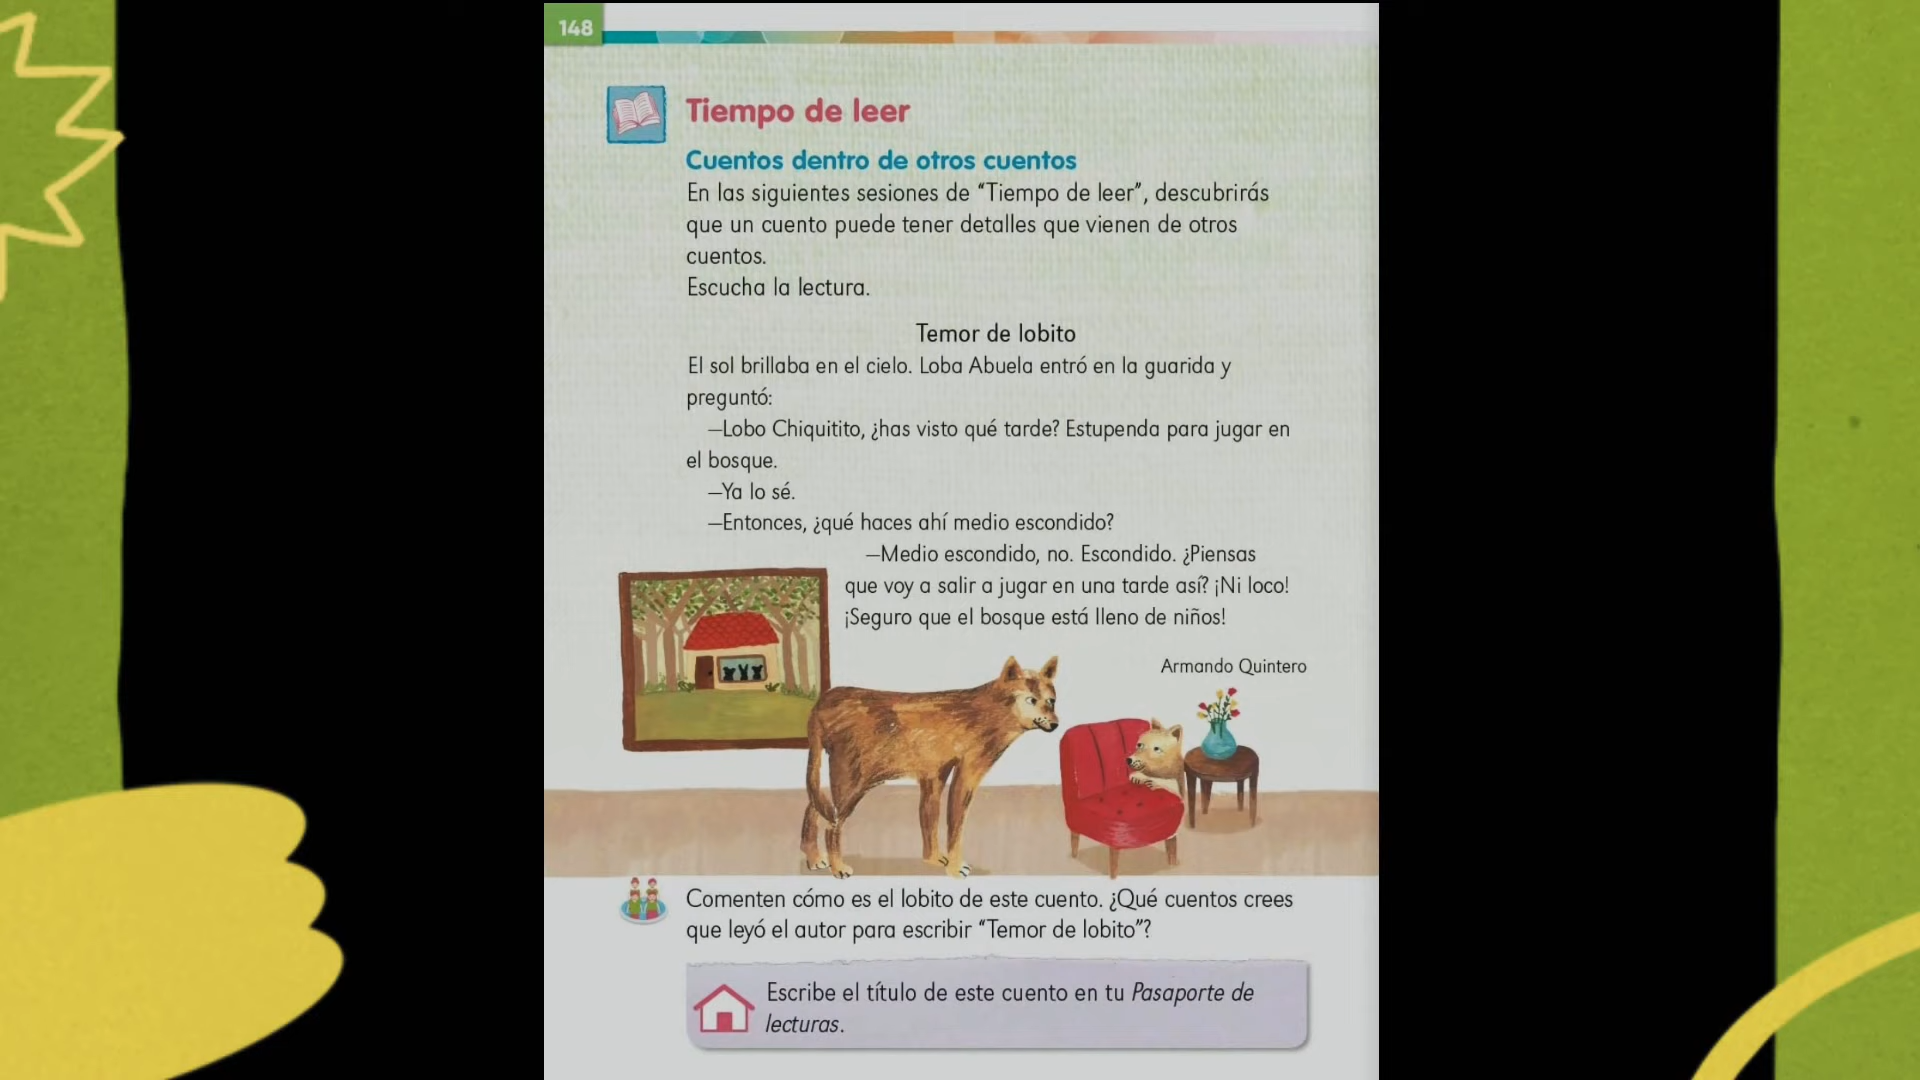 148
Tiempo de leer
Cuentos dentro de otros cuentos
En las siguientes sesiones de “Tiempo de leer”, descubrirás
que un cuento puede tener detalles que vienen de otros
cuentos.
Escucha la lectura.
Temor de lobito
El sol brillaba en el cielo. Loba Abuela entró en la guarida y
preguntó:
—Lobo Chiquitito, ¿has visto qué tarde? Estupenda para jugar en
el bosque.
—Ya lo sé.
—Entonces, ¿qué haces ahí medio escondido?
—Medio escondido, no. Escondido. ¿Piensas
que voy a salir a jugar en una tarde así? ¡Ni loco!
¡Seguro que el bosque está lleno de niños!
Armando Quintero
Comenten cómo es el lobito de este cuento. ¿Qué cuentos crees
que leyó el autor para escribir “Temor de lobito”?
Escribe el título de este cuento en tu Pasaporte de
lecturas.